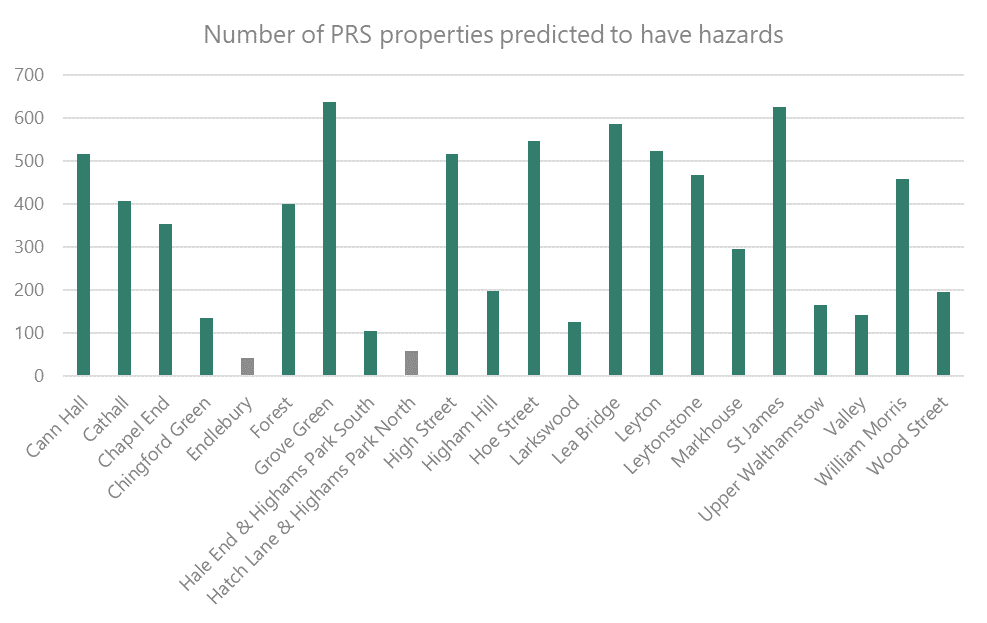 Number of PRS properties predicted to have hazards
700
600
500
400
300
200
100
0
Cann Hall
Cathall
Chapel End
Chingford Green
Endlebury
Forest
Grove Green
Hale End & Highams Park South
Hatch Lane & Highams Park North
High Street
Higham Hill
Hoe Street
Larkswood
Lea Bridge
Leyton
Leytonstone
Markhouse
St James
Upper Walthamstow
Valley
William Morris
Wood Street